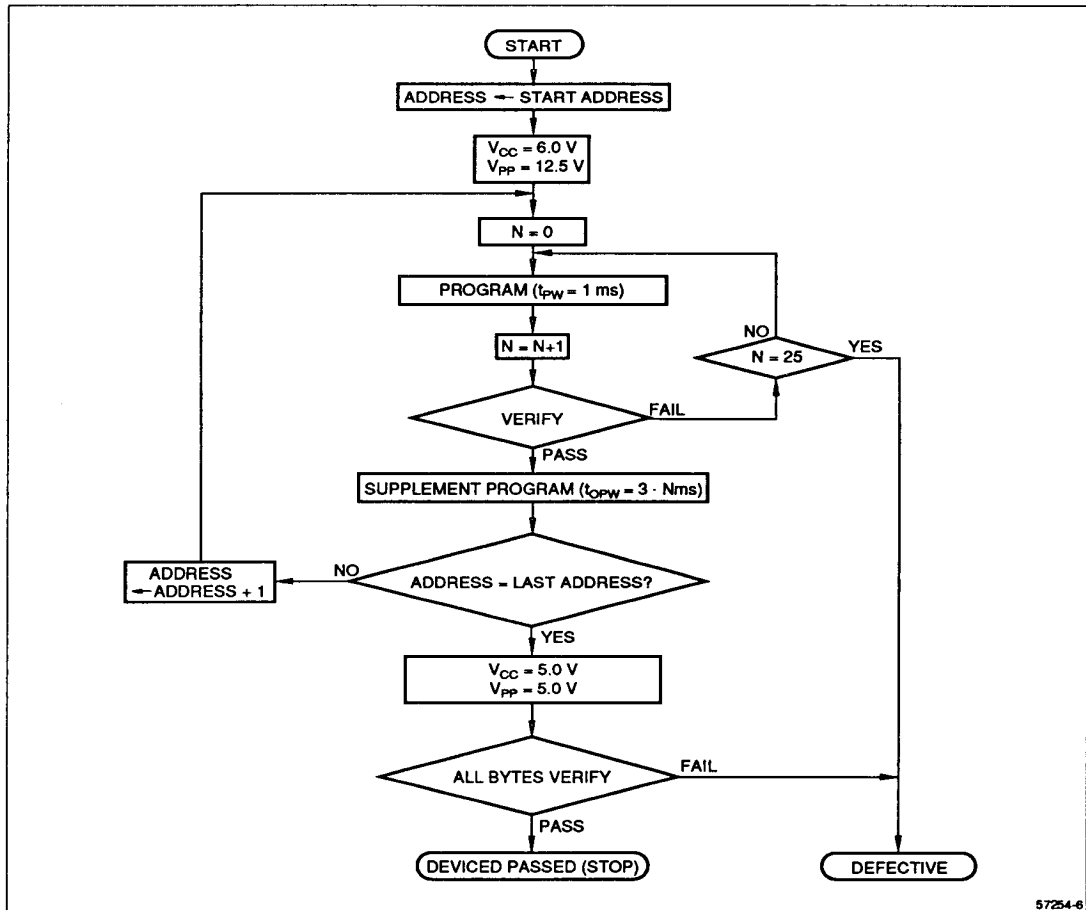 START
ADDRESS ← START ADDRESS
VCC = 6.0 V
VPP = 12.5 V
N = 0
PROGRAM (tPW = 1 ms)
N = N+1
NO
YES
N = 25
VERIFY
FAIL
PASS
SUPPLEMENT PROGRAM (tOPW = 3 · Nms)
ADDRESS
← ADDRESS + 1
NO
ADDRESS = LAST ADDRESS?
YES
VCC = 5.0 V
VPP = 5.0 V
ALL BYTES VERIFY
FAIL
PASS
DEVICED PASSED (STOP)
DEFECTIVE
57254-6